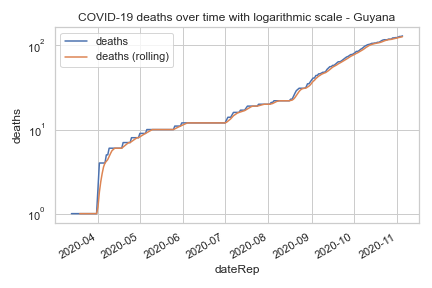 COVID-19 deaths over time with logarithmic scale - Guyana
deaths
deaths (rolling)
10²
10¹
10⁰
deaths
2020-04
2020-05
2020-06
2020-07
2020-08
2020-09
2020-10
2020-11
dateRep